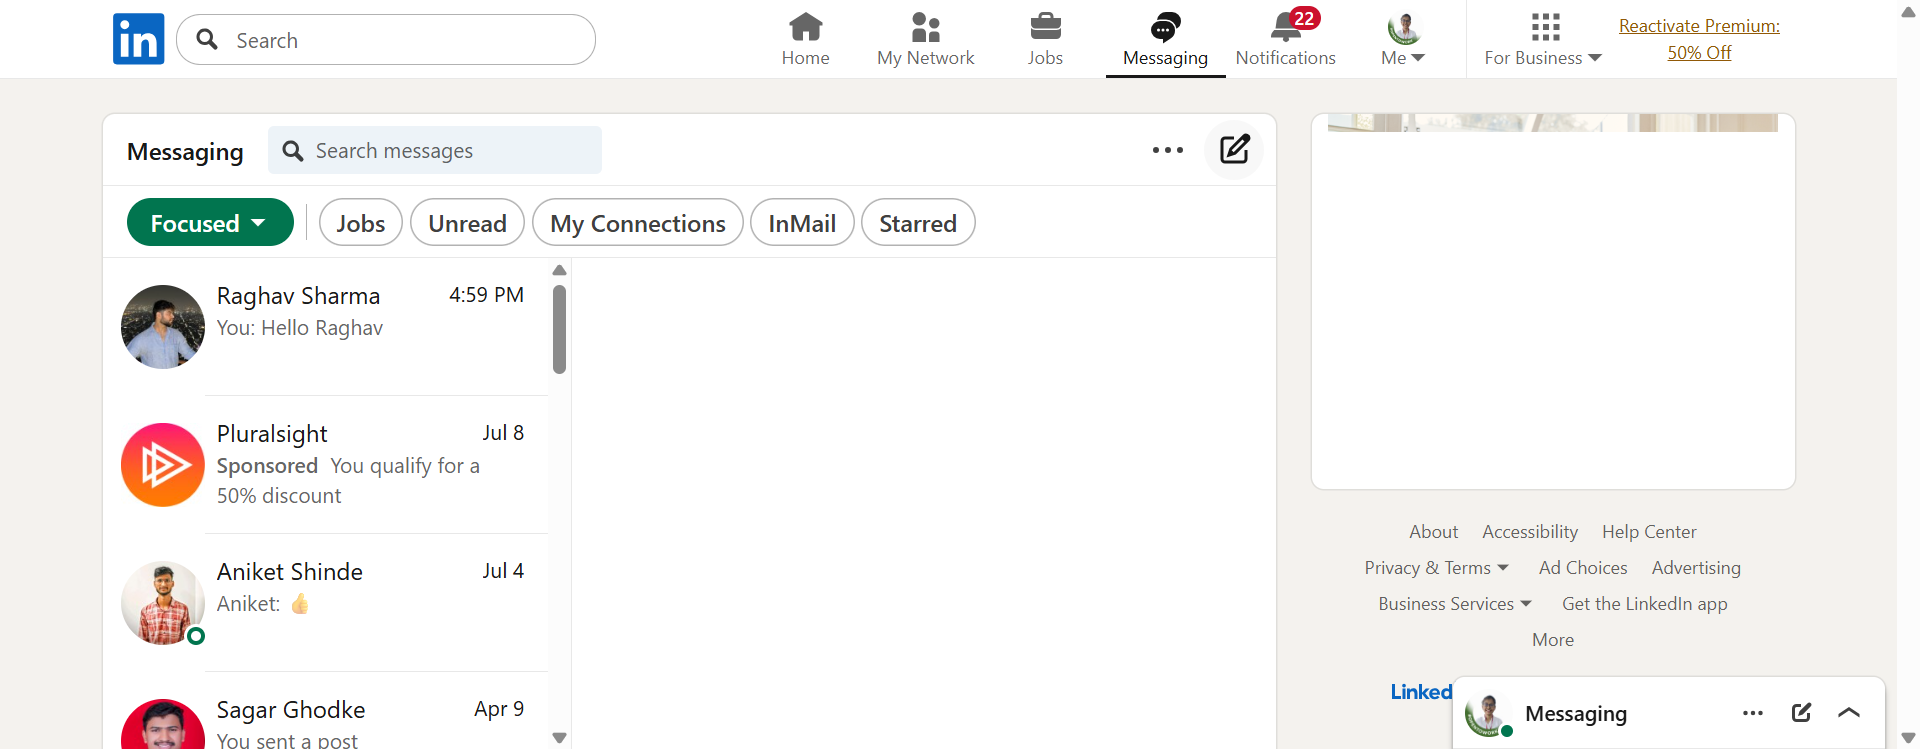 in
Search
Home
My Network
Jobs
Messaging
22
Notifications
Me
For Business
Reactivate Premium:
50% Off
Messaging
Search messages
Focused
Jobs
Unread
My Connections
InMail
Starred
Raghav Sharma
4:59 PM
You: Hello Raghav
Pluralsight
Jul 8
Sponsored You qualify for a
50% discount
Aniket Shinde
Jul 4
Aniket: 👍
Sagar Ghodke
Apr 9
You sent a post
About
Accessibility
Help Center
Privacy & Terms
Ad Choices
Advertising
Business Services
Get the LinkedIn app
More
Linked
Messaging